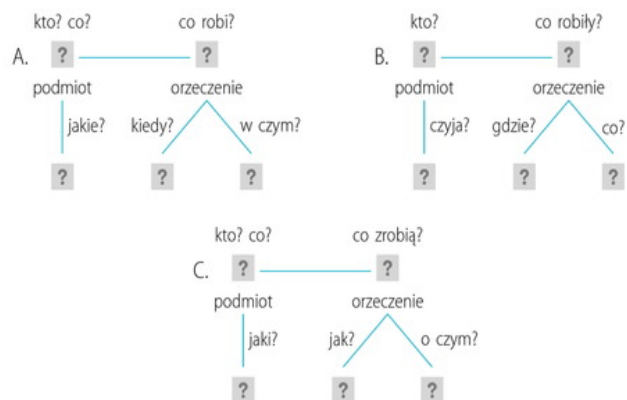 kto? co? co robi?
A. ? ?
podmiot orzeczenie
jakie? kiedy? w czym?
? ? ?
kto? co robiły?
B. ? ?
podmiot orzeczenie
czyja? gdzie? co?
? ? ?
kto? co? co zrobią?
C. ? ?
podmiot orzeczenie
jaki? jak? o czym?
? ? ?